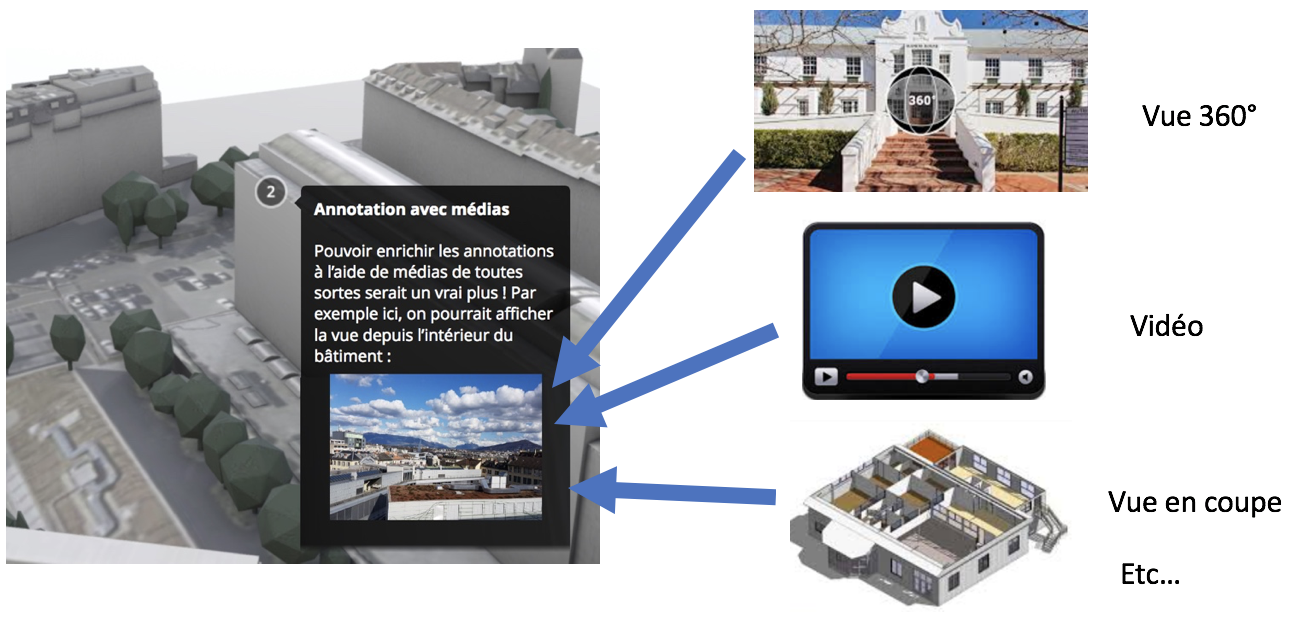 2
Annotation avec médias
Pouvoir enrichir les annotations
à l’aide de médias de toutes
sortes serait un vrai plus ! Par
exemple ici, on pourrait afficher
la vue depuis l’intérieur du
bâtiment :
360°
Vue 360°
Vidéo
Vue en coupe
Etc...